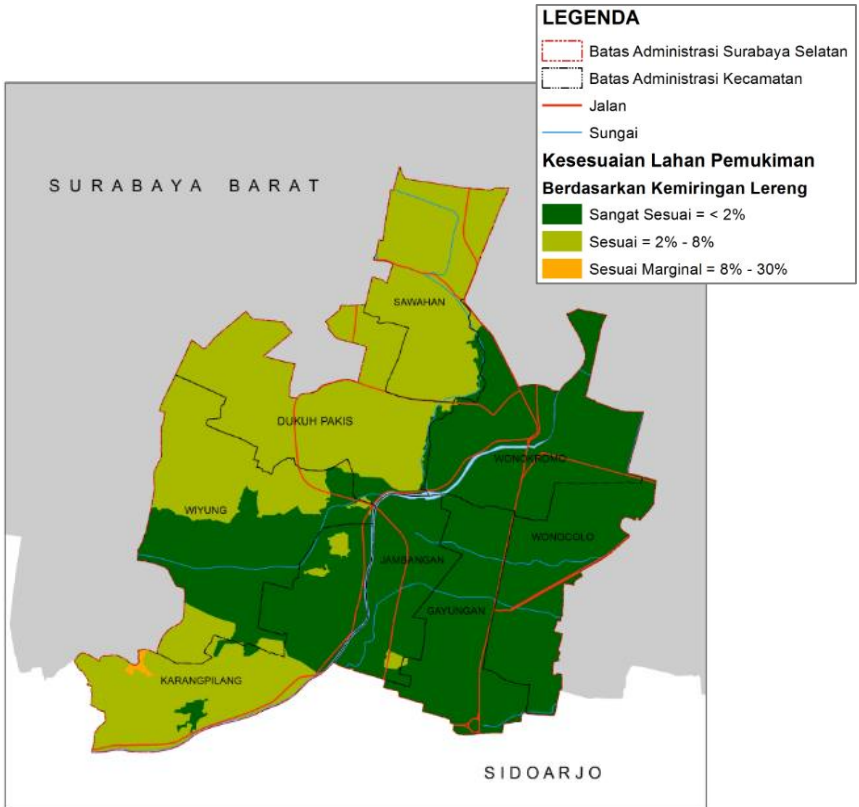 LEGENDA
Batas Administrasi Surabaya Selatan
Batas Administrasi Kecamatan
Jalan
Sungai
Kesesuaian Lahan Pemukiman
Berdasarkan Kemiringan Lereng
Sangat Sesuai = < 2%
Sesuai = 2% - 8%
Sesuai Marginal = 8% - 30%
SURABAYA BARAT
SAWAHAN
DUKUH PAKIS
WONOKROMO
WIYUNG
WONOCOLO
JAMBANGAN
GAYUNGAN
KARANGPILANG
SIDOARJO